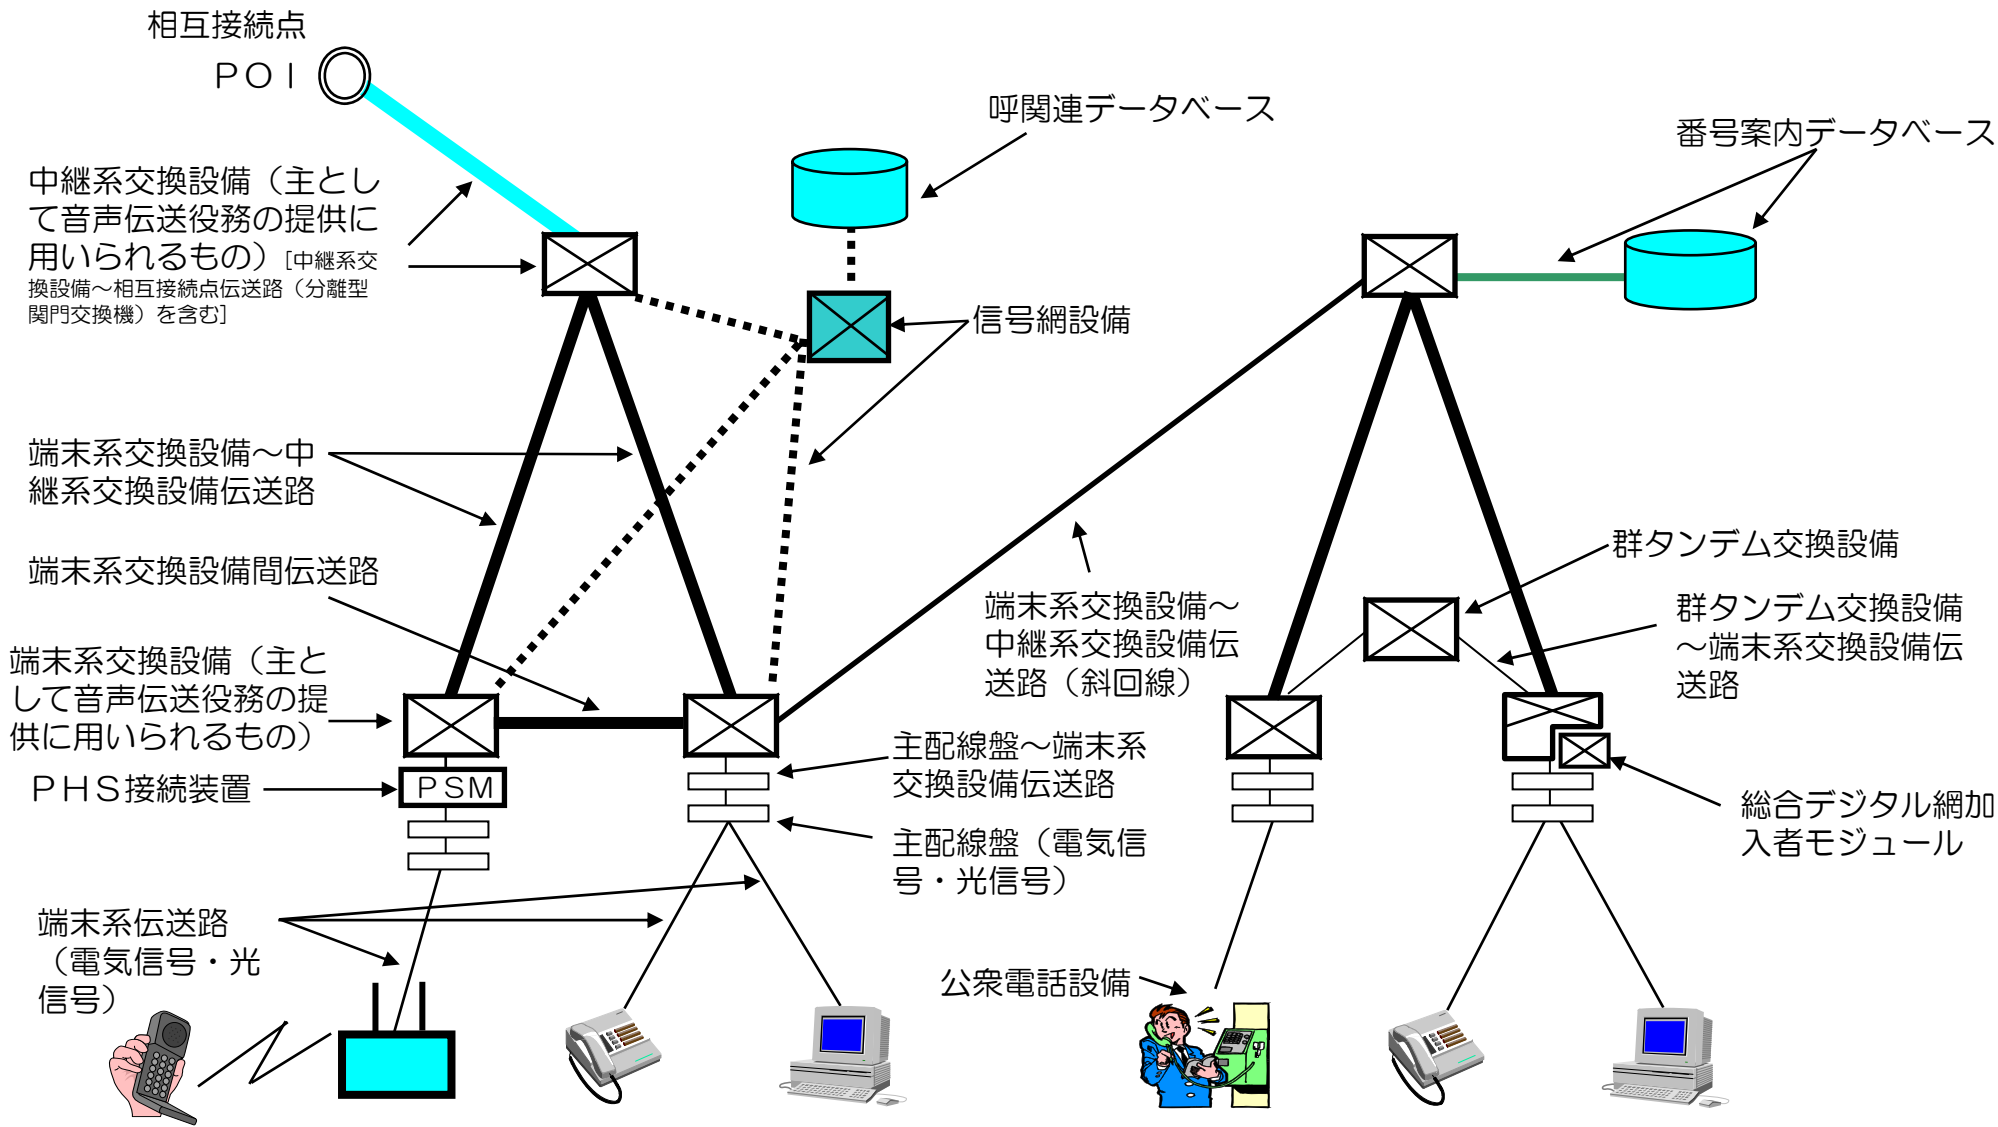 相互接続点
ＰＯＩ
呼関連データベース
番号案内データベース
中継系交換設備（主とし
て音声伝送役務の提供に
用いられるもの）[中継系交
換設備～相互接続点伝送路（分離型
関門交換機）を含む]
信号網設備
端末系交換設備～中
継系交換設備伝送路
端末系交換設備間伝送路
群タンデム交換設備
端末系交換設備～
中継系交換設備伝
送路（斜回線）
群タンデム交換設備
～端末系交換設備伝
送路
端末系交換設備（主と
して音声伝送役務の提
供に用いられるもの）
主配線盤～端末系
交換設備伝送路
ＰＨＳ接続装置
ＰＳＭ
総合デジタル網加
入者モジュール
主配線盤（電気信
号・光信号）
端末系伝送路
（電気信号・光
信号）
公衆電話設備